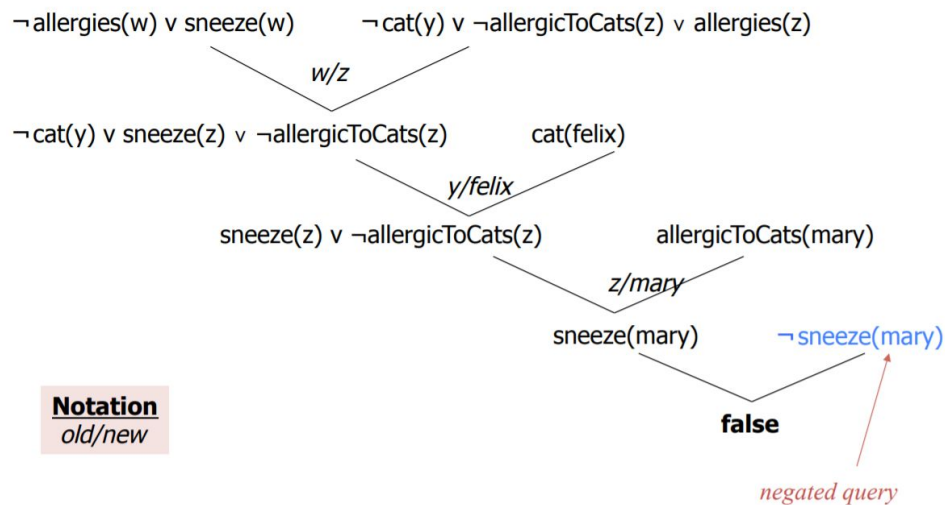 ¬allergies(w) v sneeze(w) ¬cat(y) v ¬allergicToCats(z) v allergies(z)
w/z
¬cat(y) v sneeze(z) v ¬allergicToCats(z) cat(felix)
y/felix
sneeze(z) v ¬allergicToCats(z) allergicToCats(mary)
z/mary
sneeze(mary) ¬sneeze(mary)
Notation
old/new
false
negated query